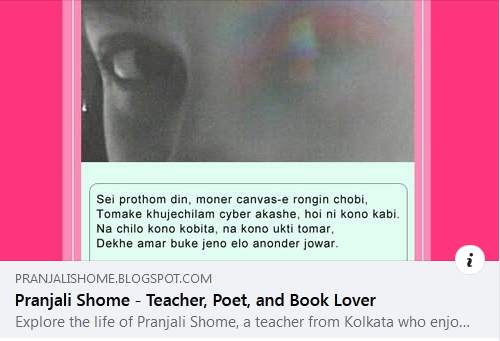 Sei prothom din, moner canvas-e rongin chobi,
Tomake khujechilam cyber akashe, hoi ni kono kabi.
Na chilo kono kobita, na kono ukti tomar,
Dekhe amar buke jeno elo anonder jowar.
i
PRANJALISHOME.BLOGSPOT.COM
Pranjali Shome - Teacher, Poet, and Book Lover
Explore the life of Pranjali Shome, a teacher from Kolkata who enjo...